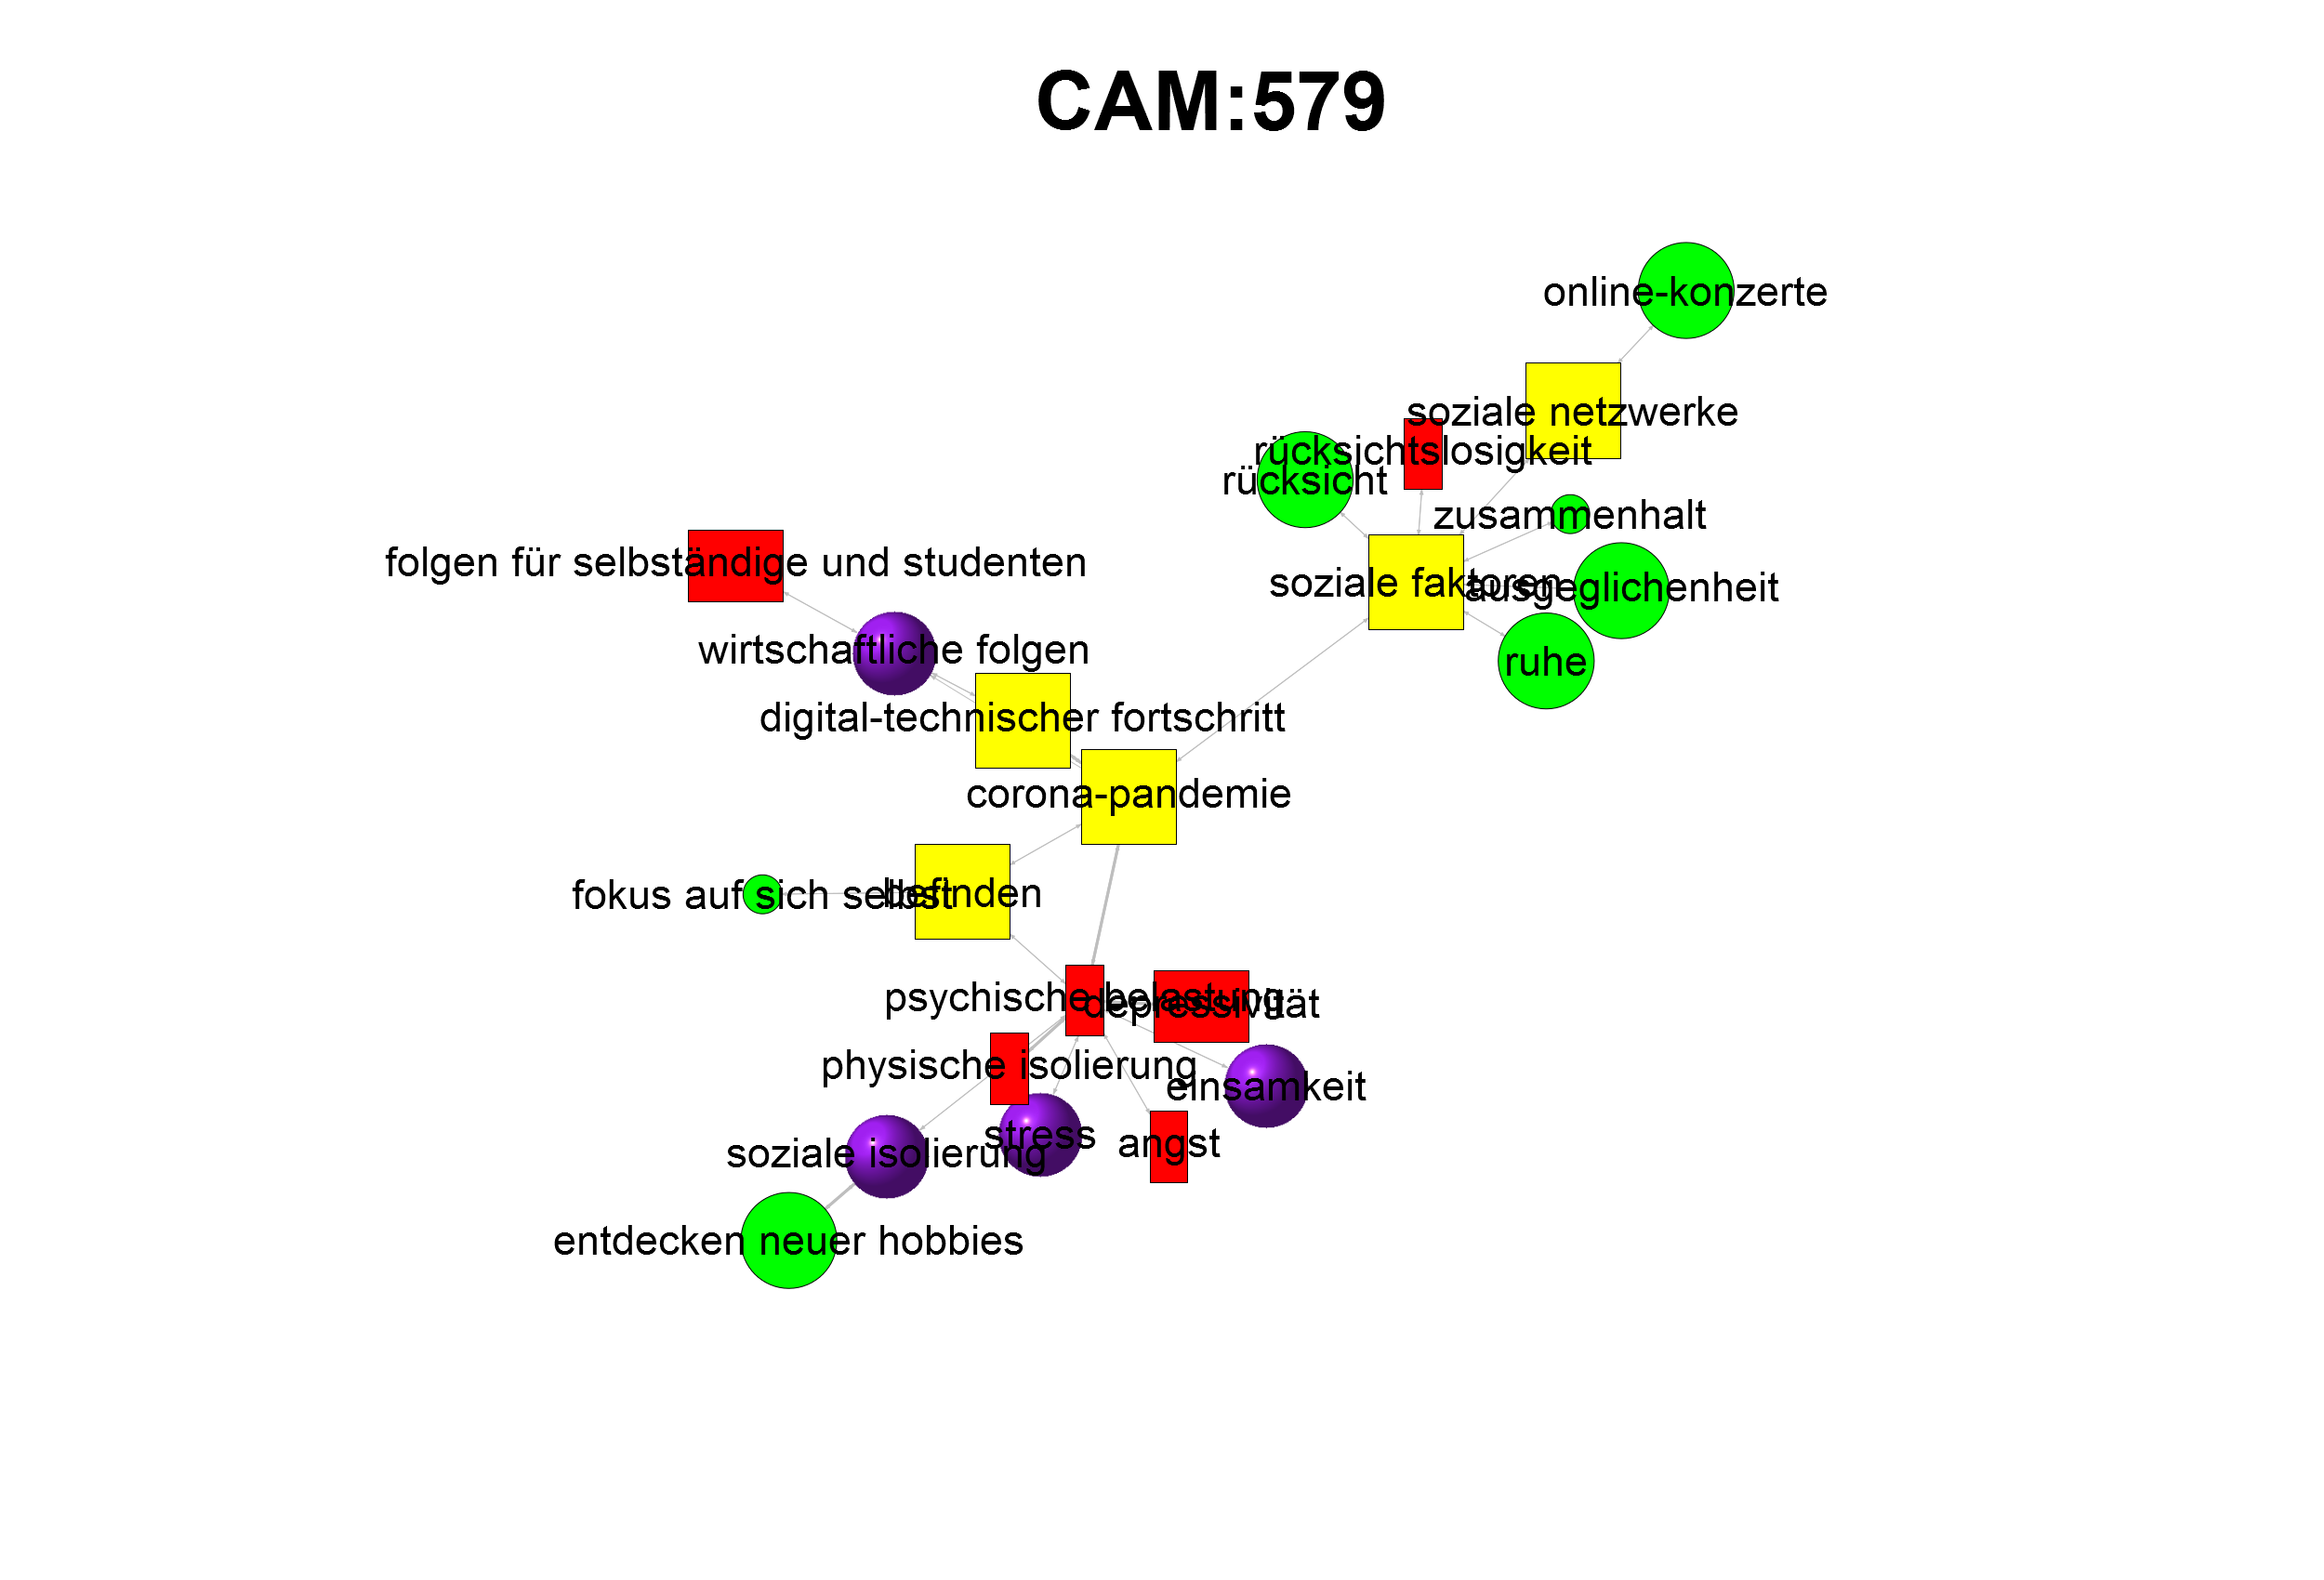 CAM:579
online-konzerte
soziale netzwerke
rücksichtslosigkeit
rücksicht
zusammenhalt
folgen für selbständige und studenten
soziale faktoren
ausgeglichenheit
wirtschaftliche folgen
ruhe
digital-technischer fortschritt
corona-pandemie
fokus auf sich selbst
befinden
psychische belastung
depressivität
physische isolierung
einsamkeit
stress
angst
soziale isolierung
entdecken neuer hobbies